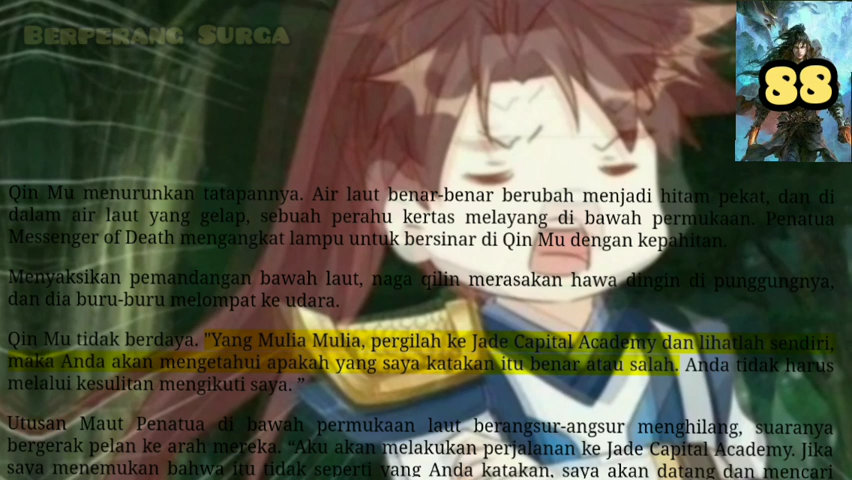 BERPERANG SURGA
88
Qin Mu menurunkan tatapannya. Air laut benar-benar berubah menjadi hitam pekat, dan di
dalam air laut yang gelap, sebuah perahu kertas melayang di bawah permukaan. Penatua
Messenger of Death mengangkat lampu untuk bersinar di Qin Mu dengan kepahitan.
Menyaksikan pemandangan bawah laut, naga qilin merasakan hawa dingin di punggungnya,
dan dia buru-buru melompat ke udara.
Qin Mu tidak berdaya. "Yang Mulia Mulia, pergilah ke Jade Capital Academy dan lihatlah sendiri,
maka Anda akan mengetahui apakah yang saya katakan itu benar atau salah. Anda tidak harus
melalui kesulitan mengikuti saya. ”
Utusan Maut Penatua di bawah permukaan laut berangsur-angsur menghilang, suaranya
bergerak pelan ke arah mereka. “Aku akan melakukan perjalanan ke Jade Capital Academy. Jika
saya menemukan bahwa itu tidak seperti yang Anda katakan, saya akan datang dan mencari